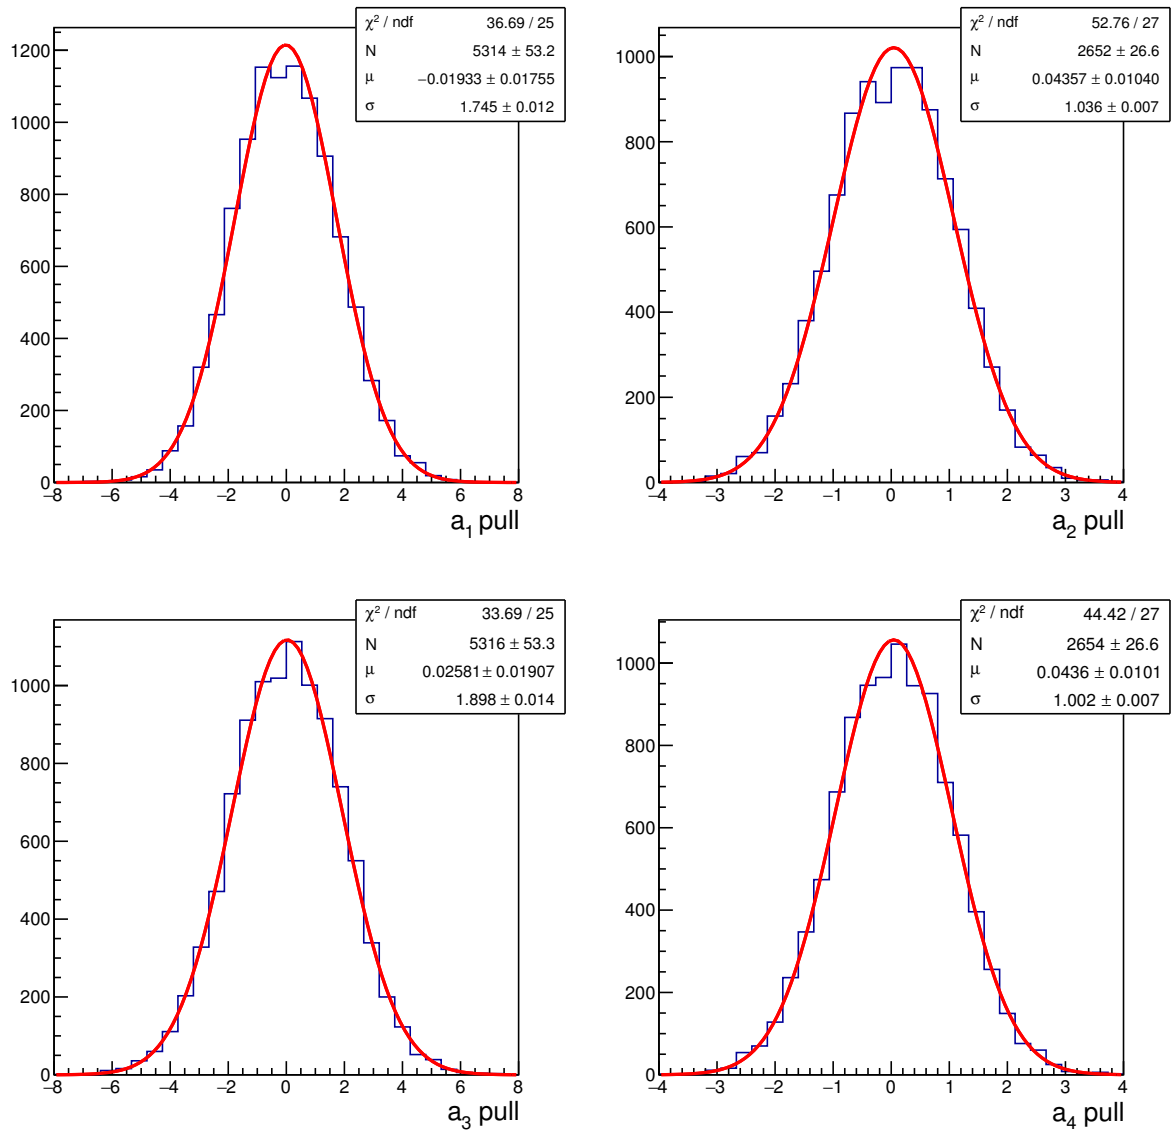 χ² / ndf 36.69 / 25
N 5314 ± 53.2
μ −0.01933 ± 0.01755
σ 1.745 ± 0.012
1200
1000
800
600
400
200
0
−8 −6 −4 −2 0 2 4 6 8
a₁ pull
χ² / ndf 52.76 / 27
N 2652 ± 26.6
μ 0.04357 ± 0.01040
σ 1.036 ± 0.007
1000
800
600
400
200
0
−4 −3 −2 −1 0 1 2 3 4
a₂ pull
χ² / ndf 33.69 / 25
N 5316 ± 53.3
μ 0.02581 ± 0.01907
σ 1.898 ± 0.014
1000
800
600
400
200
0
−8 −6 −4 −2 0 2 4 6 8
a₃ pull
χ² / ndf 44.42 / 27
N 2654 ± 26.6
μ 0.0436 ± 0.0101
σ 1.002 ± 0.007
1000
800
600
400
200
0
−4 −3 −2 −1 0 1 2 3 4
a₄ pull